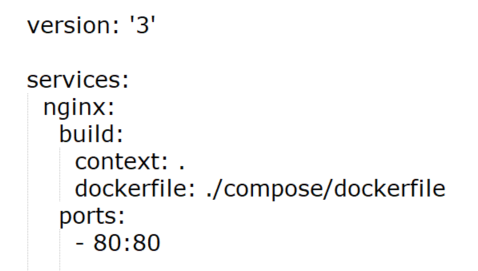 version: '3'
services:
nginx:
build:
context: .
dockerfile: ./compose/dockerfile
ports:
- 80:80